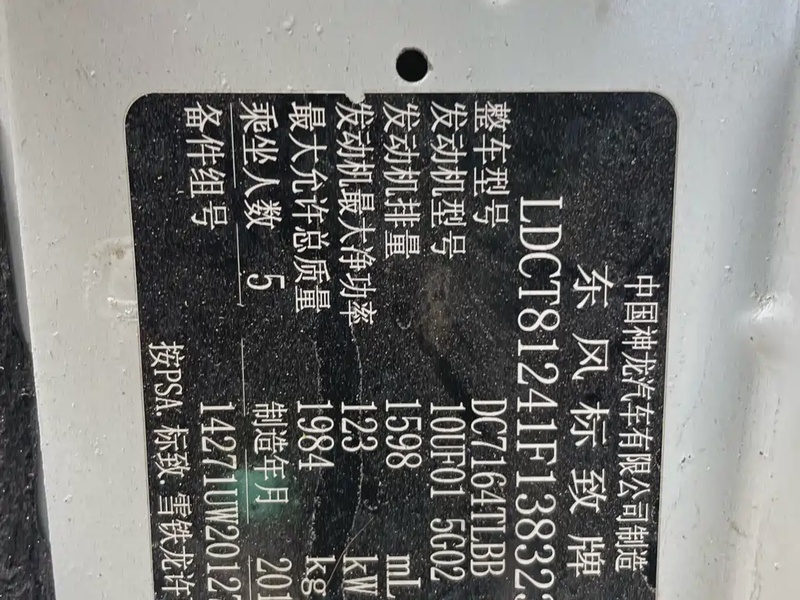 中国神龙汽车有限公司制造
东风标致牌
LDCT81241F138323
整车型号 DC7164TLBB
发动机型号 10UF01 5G02
发动机排量 1598 mL
发动机最大净功率 123 kW
最大允许总质量 1984 kg
乘坐人数 5 制造年月 201
备件组号 14271UW2012
按PSA 标致 雪铁龙许